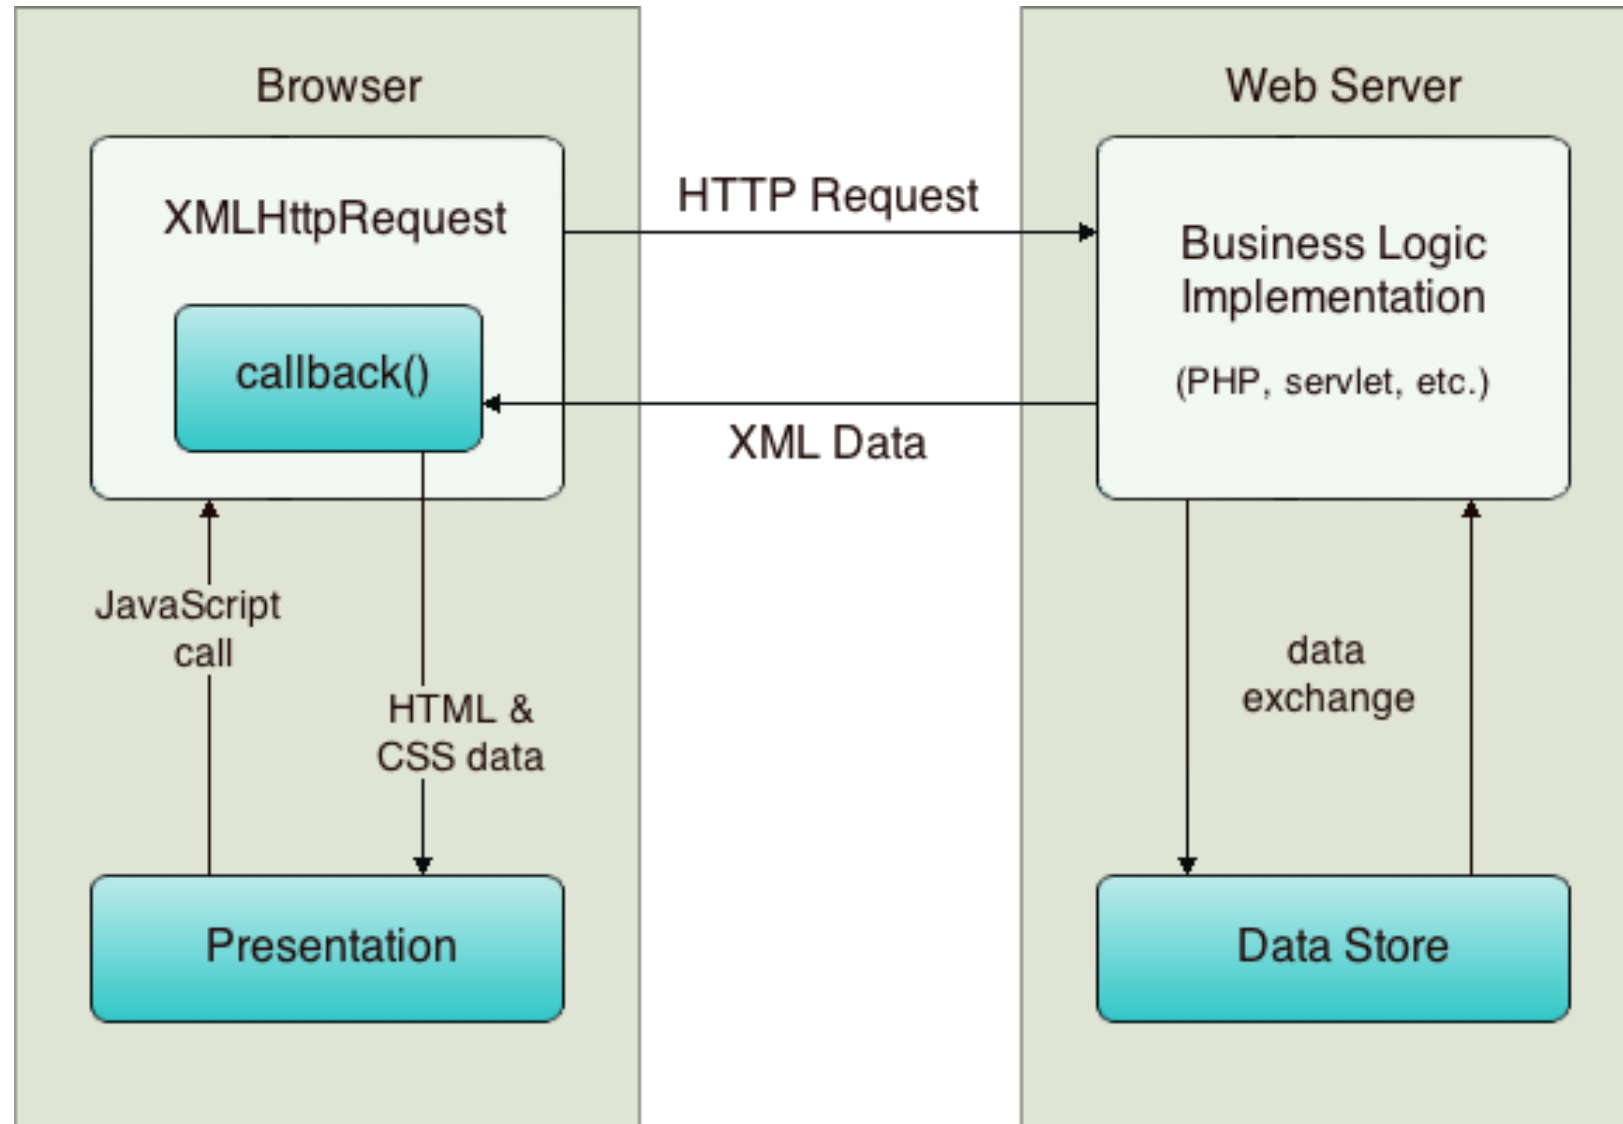 Browser
XMLHttpRequest
callback()
JavaScript
call
HTML &
CSS data
Presentation
HTTP Request
XML Data
Web Server
Business Logic
Implementation
(PHP, servlet, etc.)
data
exchange
Data Store